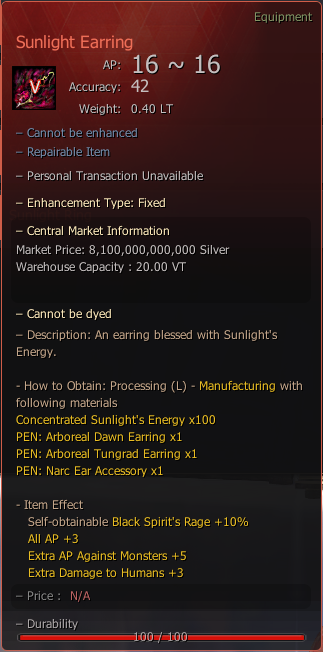 Equipment
Sunlight Earring
V
AP: 16 ~ 16
Accuracy: 42
Weight: 0.40 LT
– Cannot be enhanced
– Repairable Item
– Personal Transaction Unavailable
– Enhancement Type: Fixed
– Central Market Information
Market Price: 8,100,000,000,000 Silver
Warehouse Capacity : 20.00 VT
– Cannot be dyed
– Description: An earring blessed with Sunlight's
Energy.
- How to Obtain: Processing (L) - Manufacturing with
following materials
Concentrated Sunlight's Energy x100
PEN: Arboreal Dawn Earring x1
PEN: Arboreal Tungrad Earring x1
PEN: Narc Ear Accessory x1
- Item Effect
Self-obtainable Black Spirit's Rage +10%
All AP +3
Extra AP Against Monsters +5
Extra Damage to Humans +3
– Price : N/A
– Durability
100 / 100